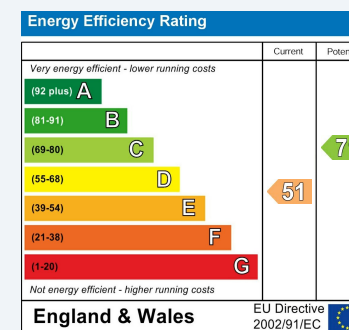 Energy Efficiency Rating
Current
Very energy efficient - lower running costs
(92 plus) A
(81-91) B
(69-80) C
(55-68) D
(39-54) E
51
(21-38) F
(1-20) G
Not energy efficient - higher running costs
England & Wales
EU Directive
2002/91/EC